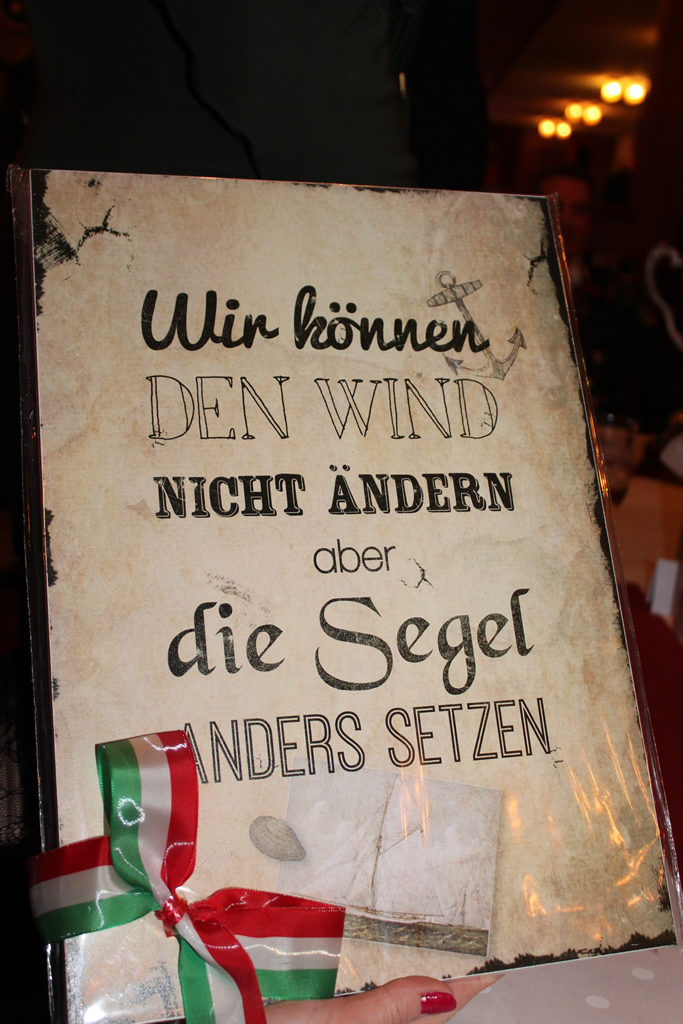 Wir können
DEN WIND
NICHT ÄNDERN
aber
die Segel
ANDERS SETZEN